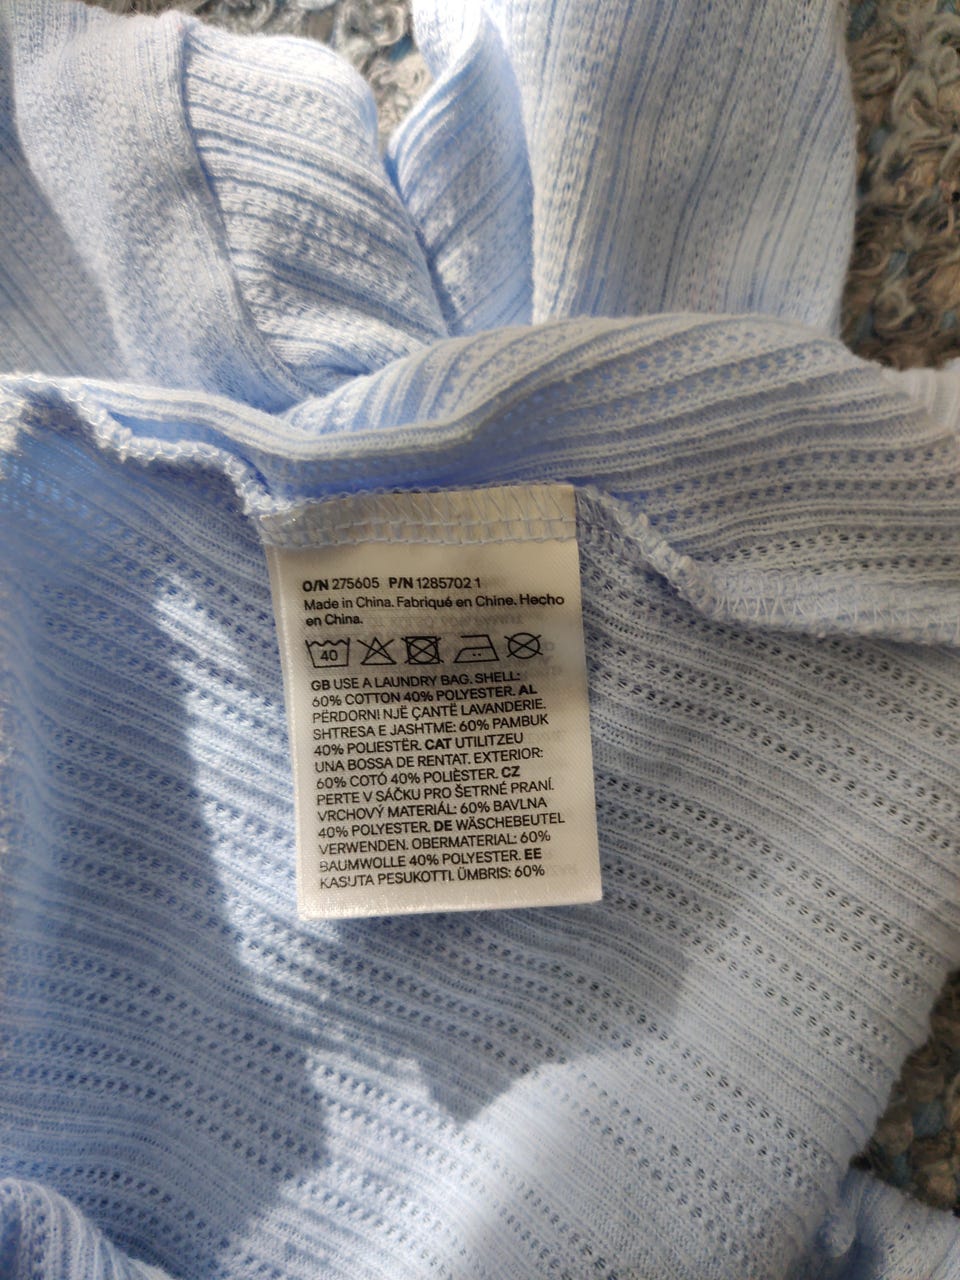 O/N 275605 P/N 1285702 1
Made in China. Fabriqué en Chine. Hecho
en China.
40
GB USE A LAUNDRY BAG. SHELL:
60% COTTON 40% POLYESTER. AL
PËRDORNI NJË ÇANTË LAVANDERIE.
SHTRESA E JASHTME: 60% PAMBUK
40% POLIESTËR. CAT UTILITZEU
UNA BOSSA DE RENTAT. EXTERIOR:
60% COTÓ 40% POLIÈSTER. CZ
PERTE V SÁČKU PRO ŠETRNÉ PRANÍ.
VRCHOVÝ MATERIÁL: 60% BAVLNA
40% POLYESTER. DE WÄSCHEBEUTEL
VERWENDEN. OBERMATERIAL: 60%
BAUMWOLLE 40% POLYESTER. EE
KASUTA PESUKOTTI. ÜMBRIS: 60%